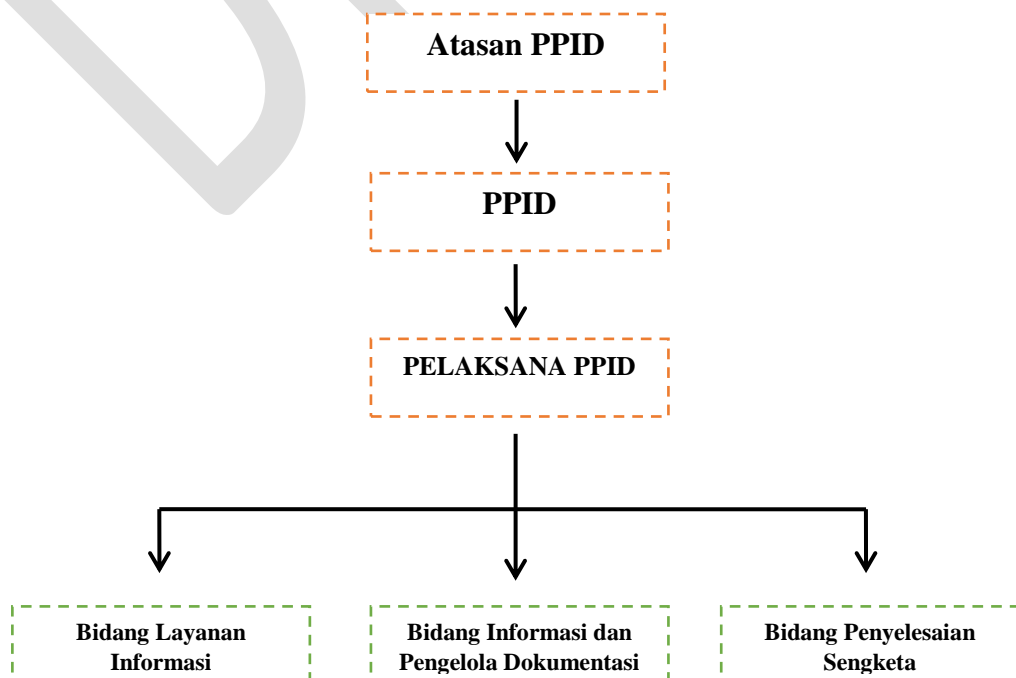 Atasan PPID
PPID
PELAKSANA PPID
Bidang Layanan
Informasi
Bidang Informasi dan
Pengelola Dokumentasi
Bidang Penyelesaian
Sengketa